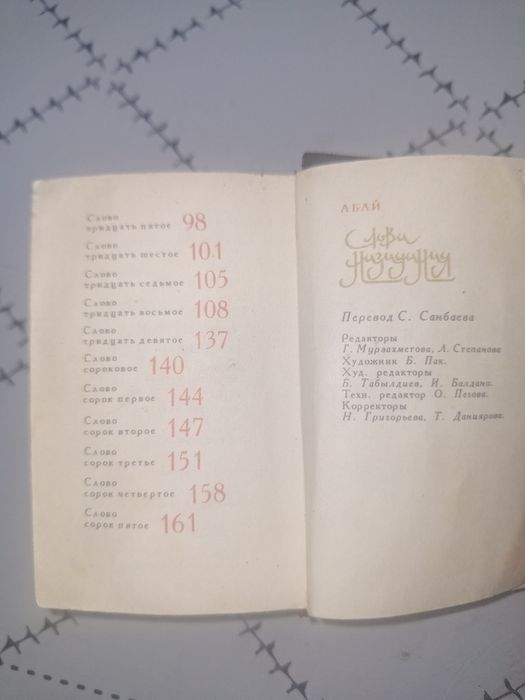 Слово
тридцать пятое 98
Слово
тридцать шестое 101
Слово
тридцать седьмое 105
Слово
тридцать восьмое 108
Слово
тридцать девятое 137
Слово
сороковое 140
Слово
сорок первое 144
Слово
сорок второе 147
Слово
сорок третье 151
Слово
сорок четвертое 158
Слово
сорок пятое 161
АБАЙ
Слова
Назидания
Перевод С. Санбаева
Редакторы
Г. Мурзахметова, Л. Степанова
Художник Б. Пак.
Худ. редакторы
Б. Табылдиев, И. Балдано.
Техн. редактор О. Пегова.
Корректоры
Н. Григорьева, Т. Даниярова.